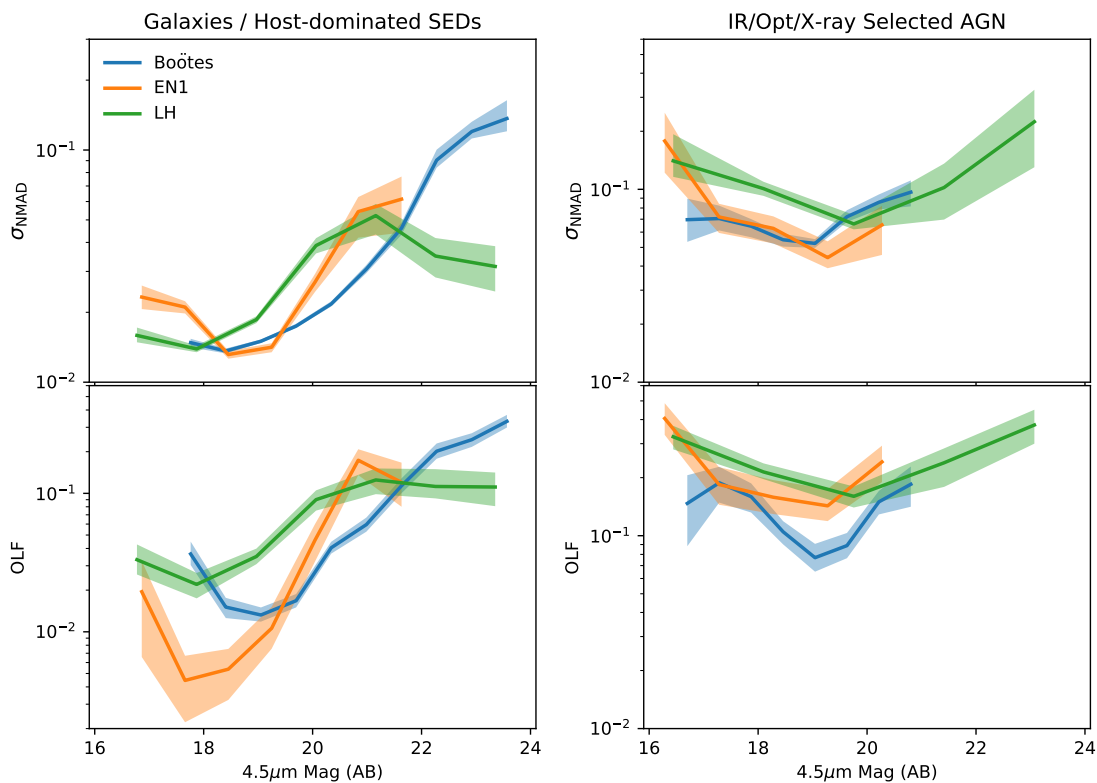 Galaxies / Host-dominated SEDs
IR/Opt/X-ray Selected AGN
Boötes
EN1
LH
σNMAD
10⁻¹
10⁻²
σNMAD
10⁻¹
10⁻²
OLF
10⁻¹
10⁻²
OLF
10⁻¹
10⁻²
16 18 20 22 24
4.5μm Mag (AB)
16 18 20 22 24
4.5μm Mag (AB)